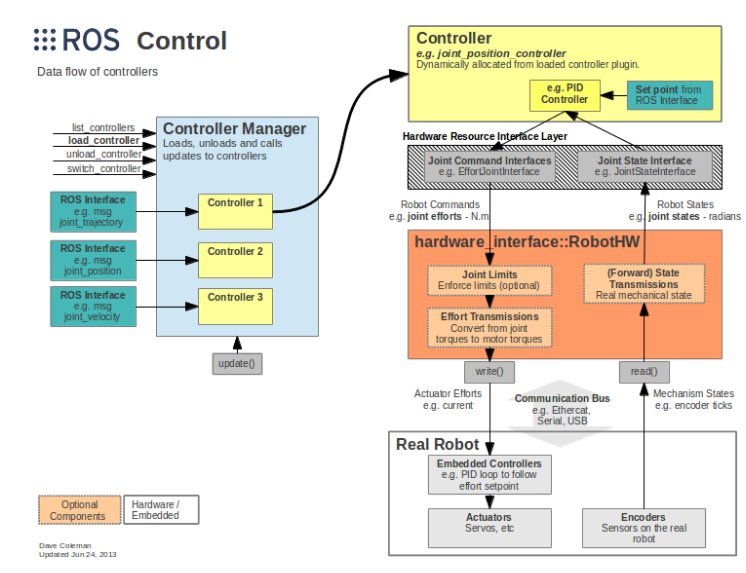 ROS Control
Data flow of controllers
list_controllers
load_controller
unload_controller
switch_controller
Controller Manager
Loads, unloads and calls
updates to controllers
ROS Interface
e.g. msg
joint_trajectory
Controller 1
ROS Interface
e.g. msg
joint_position
Controller 2
ROS Interface
e.g. msg
joint_velocity
Controller 3
update()
Controller
e.g. joint_position_controller
Dynamically allocated from loaded controller plugin.
e.g. PID
Controller
Set point from
ROS Interface
Hardware Resource Interface Layer
Joint Command Interfaces
e.g. EffortJointInterface
Joint State Interface
e.g. JointStateInterface
Robot Commands
e.g. joint efforts - N.m
Robot States
e.g. joint states - radians
hardware_interface::RobotHW
Joint Limits
Enforce limits (optional)
Effort Transmissions
Convert from joint
torques to motor torques
(Forward) State
Transmissions
Real mechanical state
write()
read()
Actuator Efforts
e.g. current
Communication Bus
e.g. Ethercat,
Serial, USB
Mechanism States
e.g. encoder ticks
Real Robot
Embedded Controllers
e.g. PID loop to follow
effort setpoint
Actuators
Servos, etc
Encoders
Sensors on the real
robot
Optional
Components
Hardware /
Embedded
Dave Coleman
Updated Jun 24, 2013